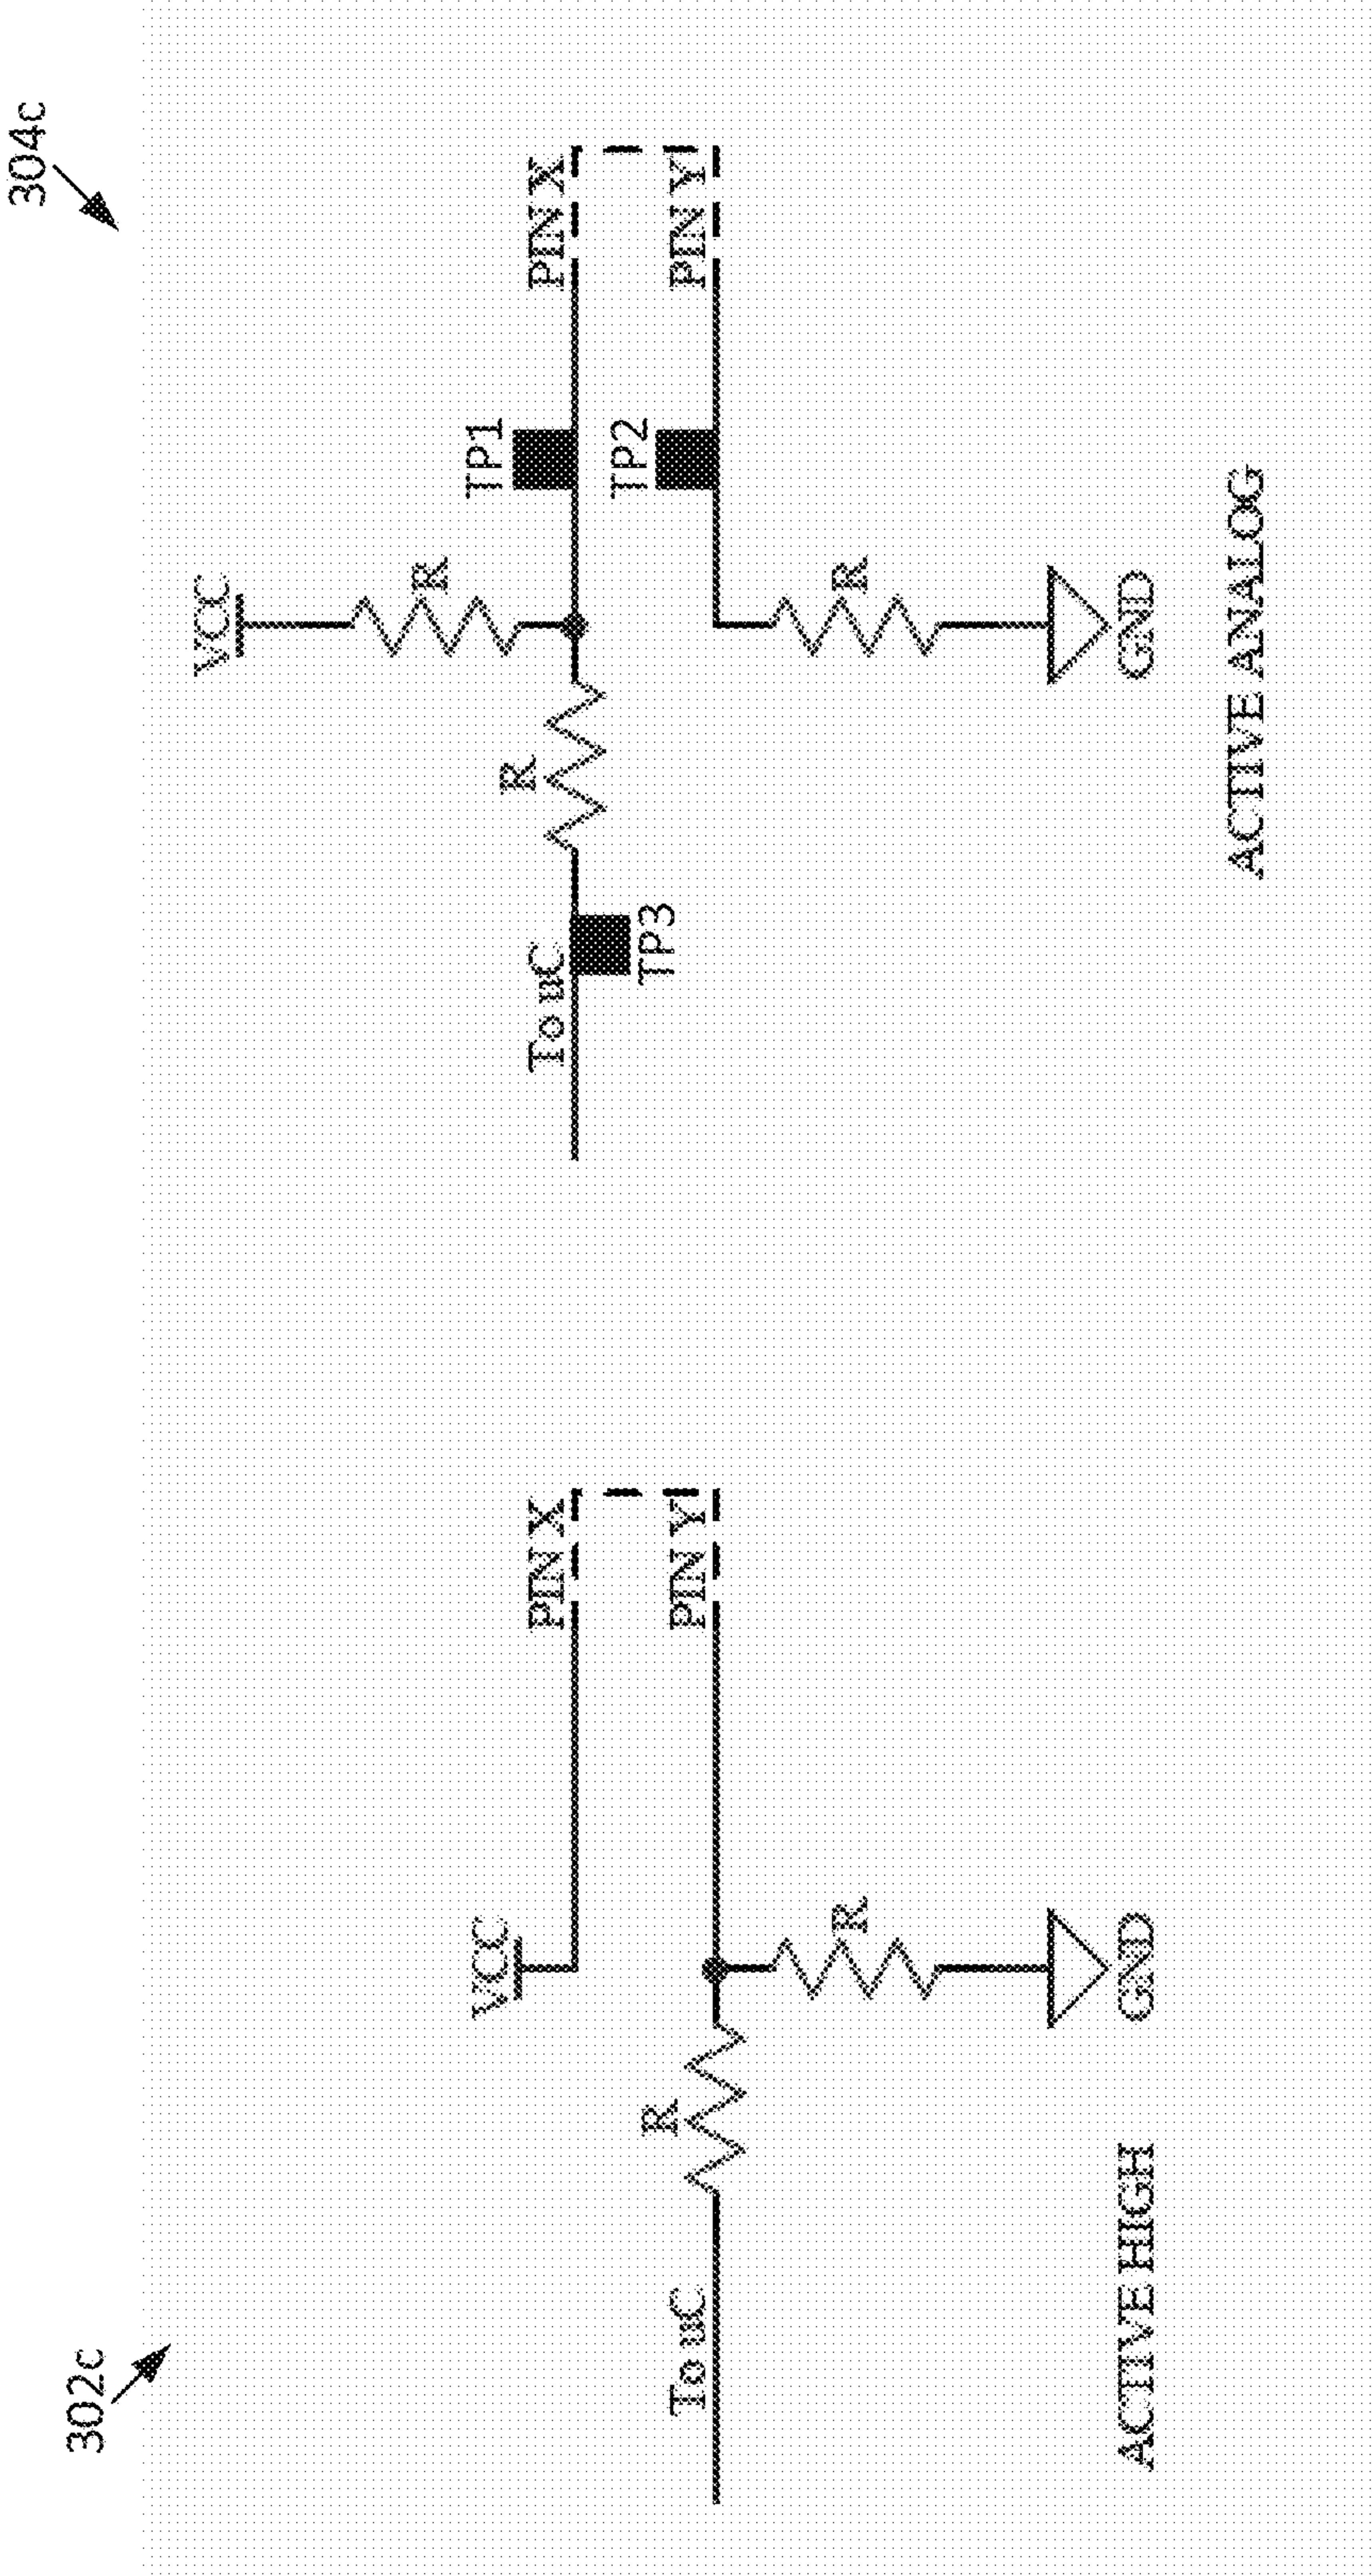 302c
VCC
PIN X
PIN Y
To uC
R
R
GND
ACTIVE HIGH
304c
VCC
R
TP1
PIN X
R
To uC
TP3
TP2
PIN Y
R
GND
ACTIVE ANALOG